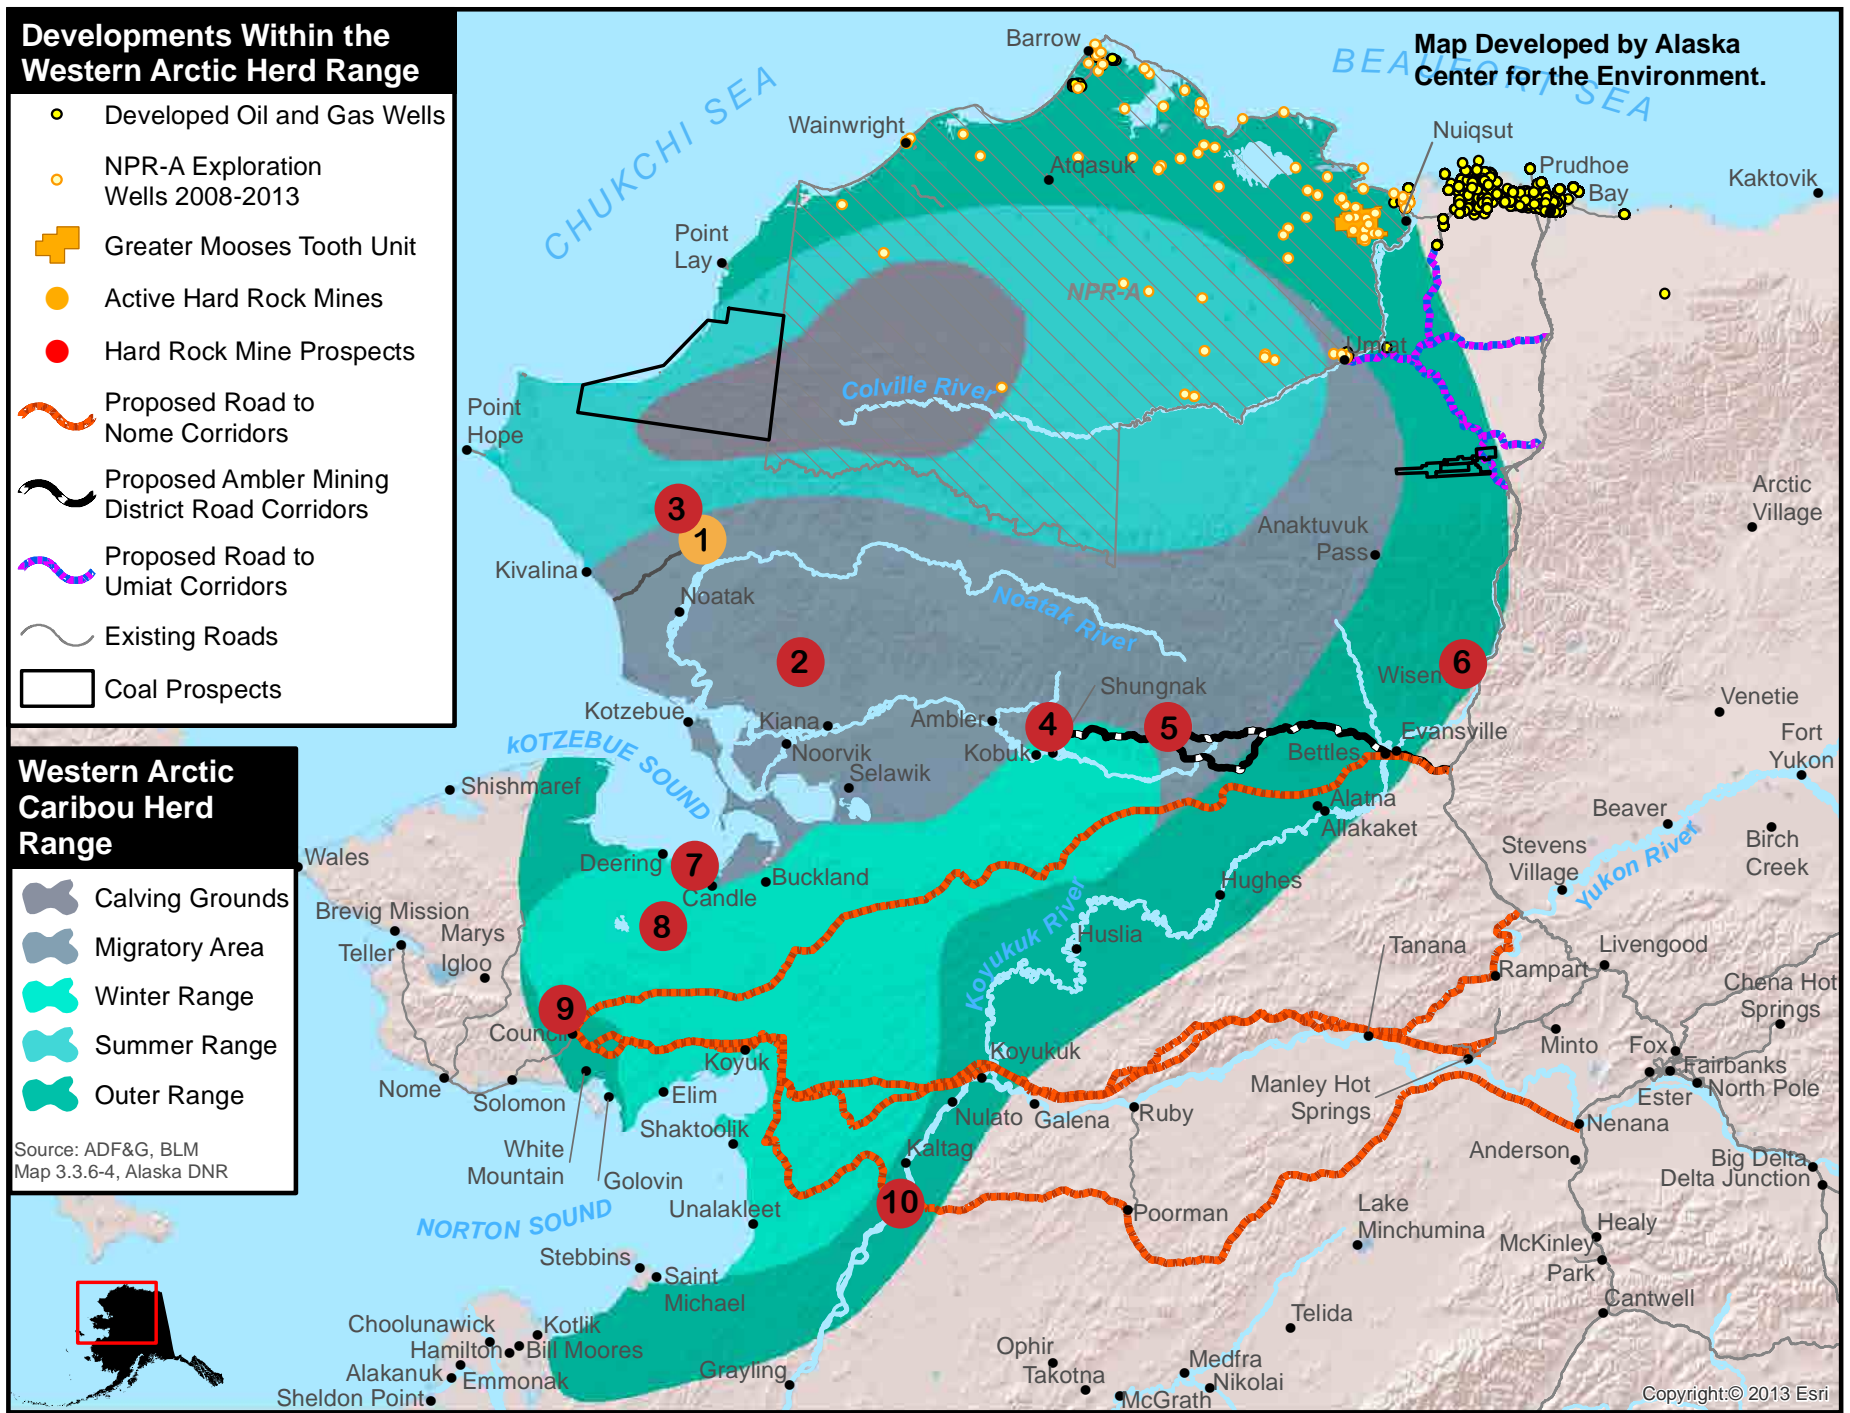 Developments Within the
Western Arctic Herd Range
Developed Oil and Gas Wells
NPR-A Exploration
Wells 2008-2013
Greater Mooses Tooth Unit
Active Hard Rock Mines
Hard Rock Mine Prospects
Proposed Road to
Nome Corridors
Proposed Ambler Mining
District Road Corridors
Proposed Road to
Umiat Corridors
Existing Roads
Coal Prospects
Western Arctic
Caribou Herd
Range
Calving Grounds
Migratory Area
Winter Range
Summer Range
Outer Range
Source: ADF&G, BLM
Map 3.3.6-4, Alaska DNR
Map Developed by Alaska
Center for the Environment.
BEAUFORT SEA
CHUKCHI SEA
Barrow
Wainwright
Atqasuk
Nuiqsut
Prudhoe
Bay
Kaktovik
Point
Lay
NPR-A
Umiat
Colville River
Point
Hope
3
1
Anaktuvuk
Pass
Arctic
Village
Kivalina
Noatak
Noatak River
2
Wisem
6
Shungnak
Kotzebue
Kiana
Ambler
4
5
Venetie
Noorvik
Kobuk
Bettles
Evansville
Fort
Yukon
KOTZEBUE SOUND
Selawik
Shishmaref
Alatna
Allakaket
Beaver
Birch
Creek
Stevens
Village
Yukon River
Wales
Deering
7
Candle
Buckland
Hughes
Brevig Mission
Teller
Marys
Igloo
8
Koyukuk River
Huslia
Tanana
Livengood
Rampart
Chena Hot
Springs
9
Council
Koyuk
Koyukuk
Minto
Fox
Fairbanks
North Pole
Ester
Nome
Solomon
Elim
Nulato
Galena
Ruby
Manley Hot
Springs
Nenana
Shaktoolik
Kaltag
Anderson
Big Delta
Delta Junction
White
Mountain
Golovin
10
Unalakleet
Poorman
Lake
Minchumina
Healy
McKinley
Park
NORTON SOUND
Stebbins
Saint
Michael
Cantwell
Telida
Choolunawick
Kotlik
Hamilton
Bill Moores
Alakanuk
Emmonak
Sheldon Point
Grayling
Ophir
Takotna
Medfra
Nikolai
McGrath
Copyright:© 2013 Esri